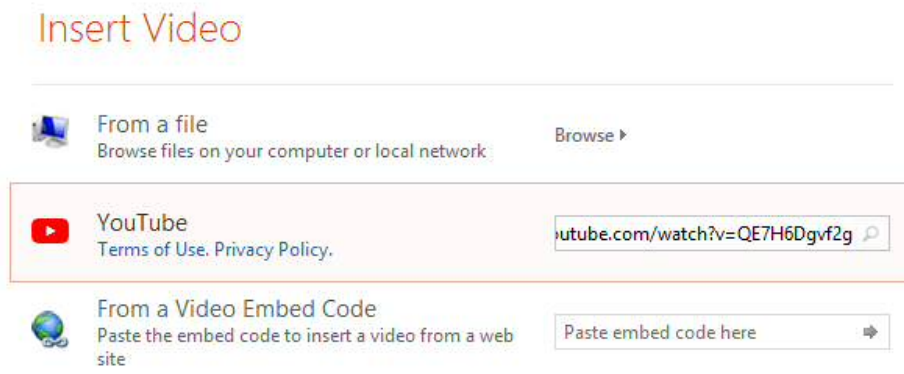 Insert Video
From a file
Browse files on your computer or local network
Browse
YouTube
Terms of Use. Privacy Policy.
outube.com/watch?v=QE7H6Dgvf2g
From a Video Embed Code
Paste the embed code to insert a video from a web
site
Paste embed code here